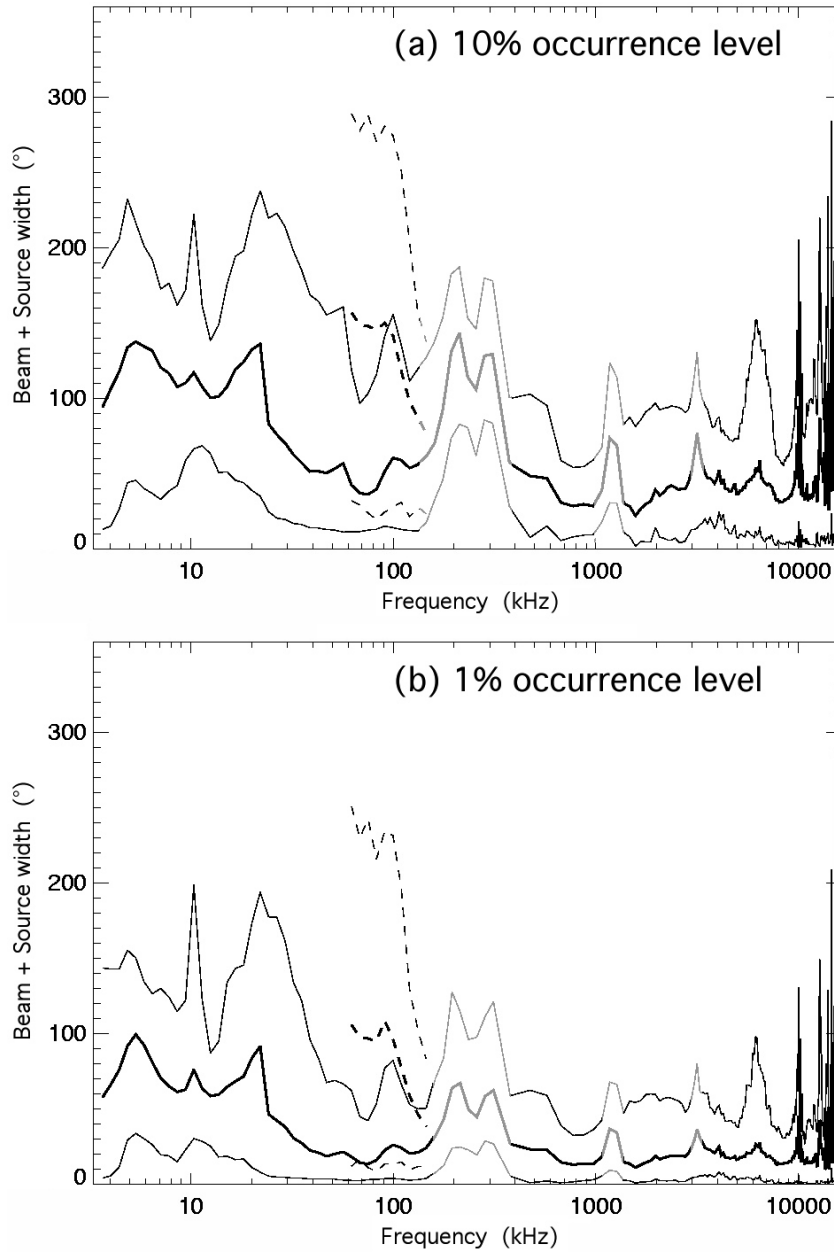 (a) 10% occurrence level
300
200
100
0
Beam + Source width (°)
10 100 1000 10000
Frequency (kHz)
(b) 1% occurrence level
300
200
100
0
Beam + Source width (°)
10 100 1000 10000
Frequency (kHz)